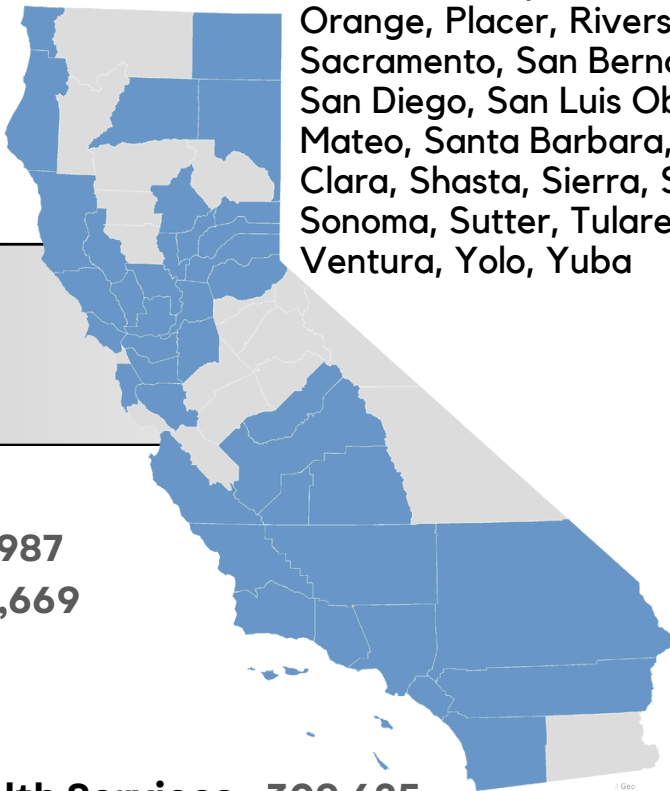 Orange, Placer, Rivers
Sacramento, San Berna
San Diego, San Luis Ob
Mateo, Santa Barbara,
Clara, Shasta, Sierra, S
Sonoma, Sutter, Tulare
Ventura, Yolo, Yuba
987
,669